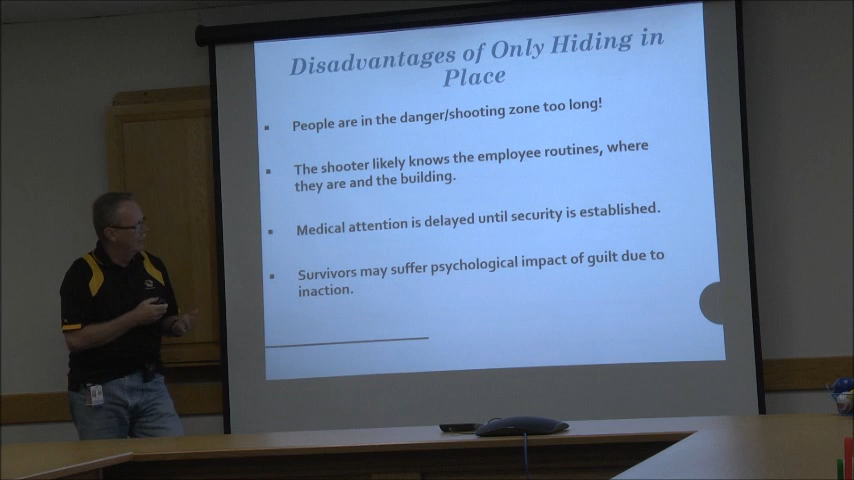 Disadvantages of Only Hiding in
Place
People are in the danger/shooting zone too long!
The shooter likely knows the employee routines, where
they are and the building.
Medical attention is delayed until security is established.
Survivors may suffer psychological impact of guilt due to
inaction.